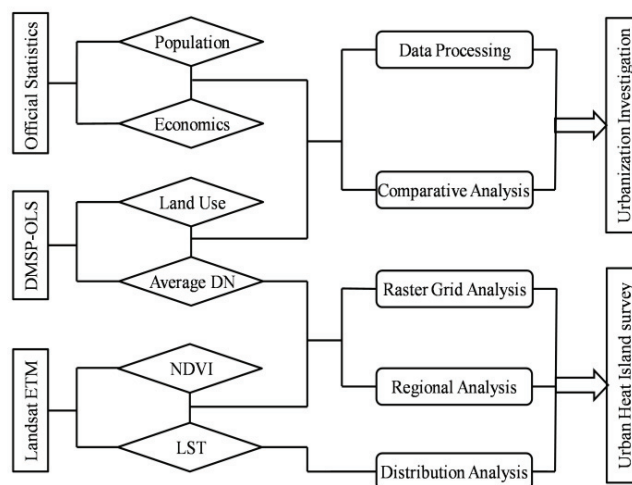 Official Statistics
Population
Economics
DMSP-OLS
Land Use
Average DN
Landsat ETM
NDVI
LST
Data Processing
Comparative Analysis
Raster Grid Analysis
Regional Analysis
Distribution Analysis
Urbanization Investigation
Urban Heat Island survey